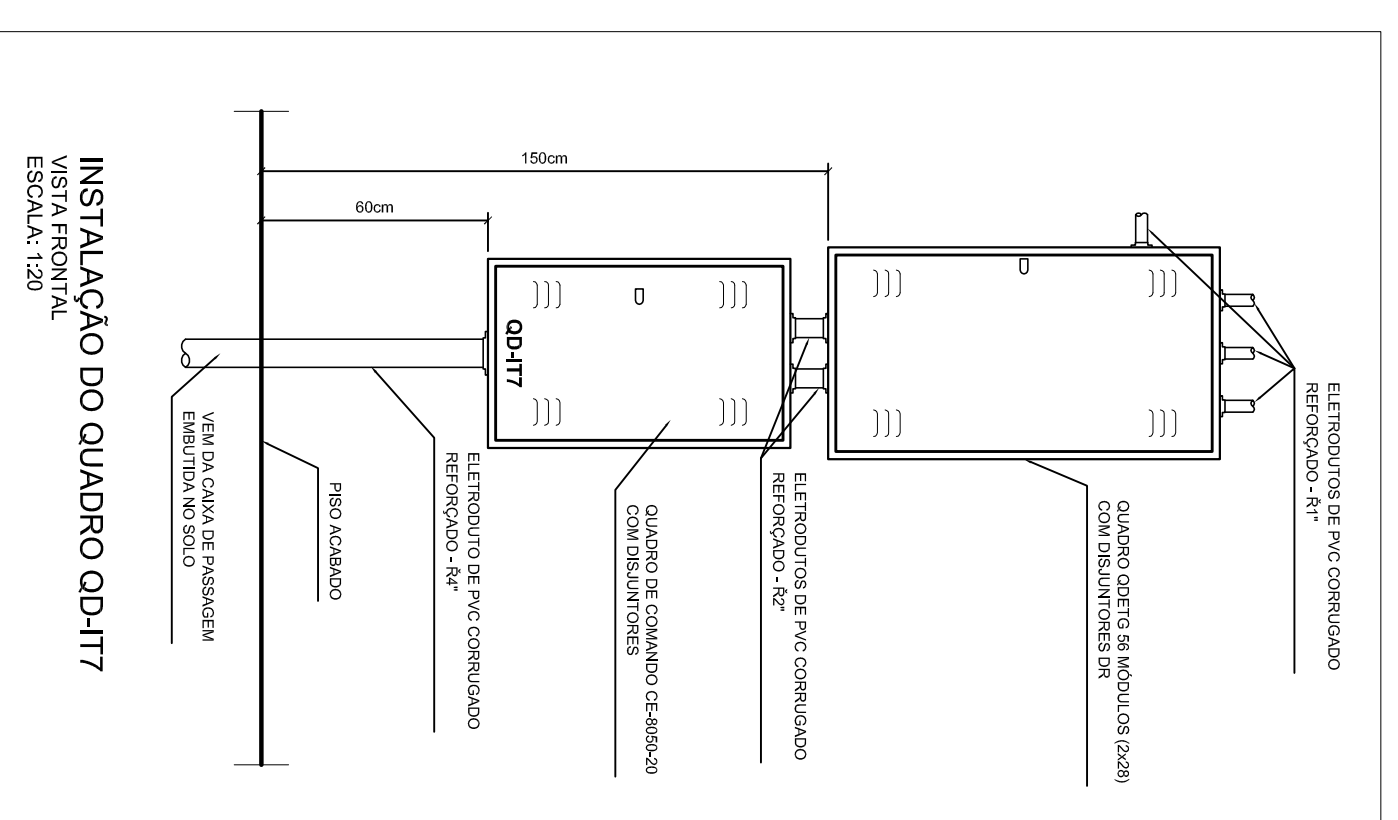 ELETRODUTOS DE PVC CORRUGADO
REFORÇADO - Ř1"
QUADRO QDETG 56 MÓDULOS (2x28)
COM DISJUNTORES DR
ELETRODUTOS DE PVC CORRUGADO
REFORÇADO - Ř2"
QUADRO DE COMANDO CE-8050-20
COM DISJUNTORES
QD-IT7
150cm
60cm
ELETRODUTO DE PVC CORRUGADO
REFORÇADO - Ř4"
PISO ACABADO
VEM DA CAIXA DE PASSAGEM
EMBUTIDA NO SOLO
INSTALAÇÃO DO QUADRO QD-IT7
VISTA FRONTAL
ESCALA: 1:20